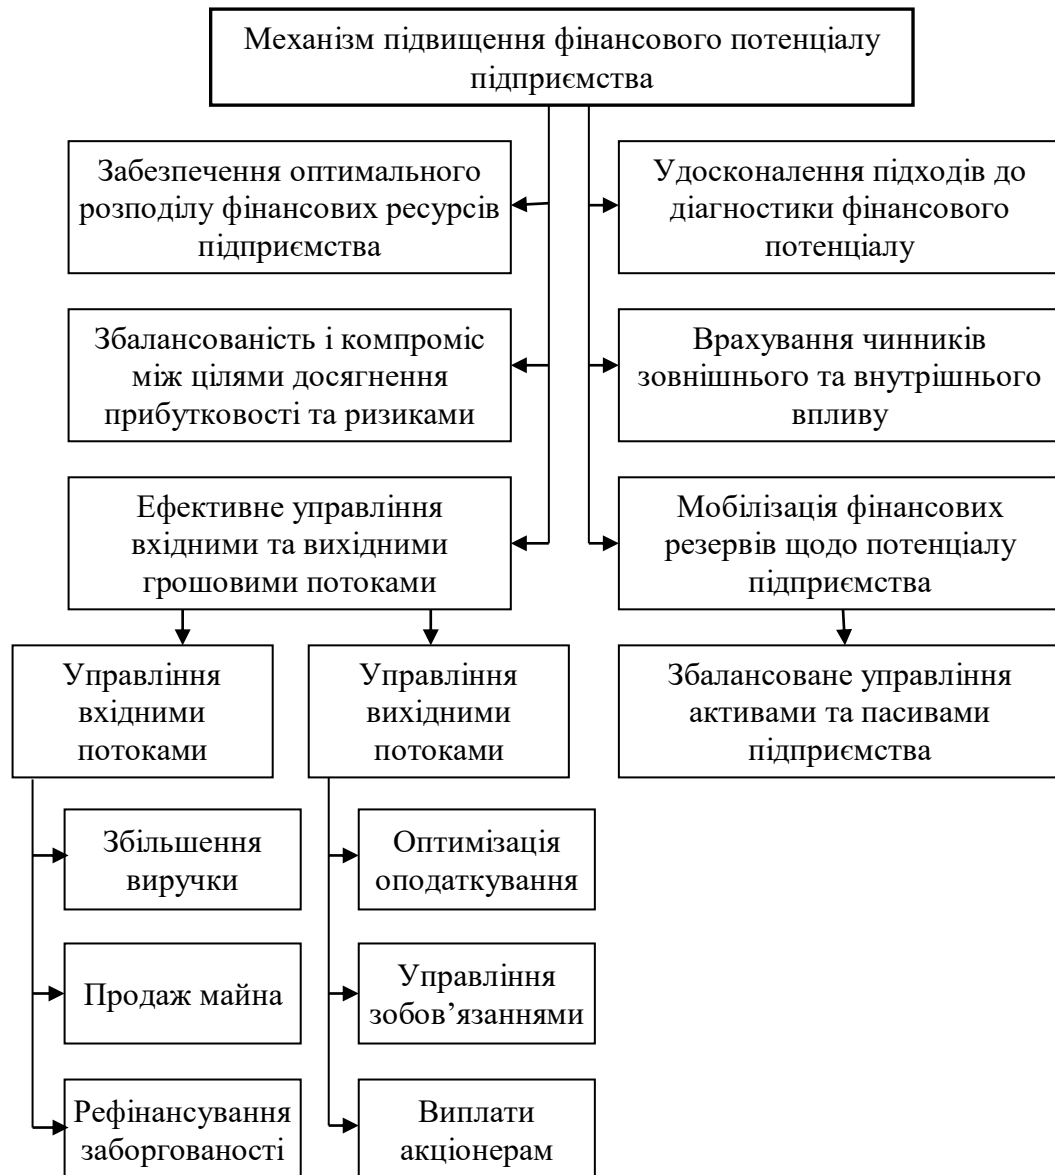 Механізм підвищення фінансового потенціалу
підприємства
Забезпечення оптимального
розподілу фінансових ресурсів
підприємства
Удосконалення підходів до
діагностики фінансового
потенціалу
Збалансованість і компроміс
між цілями досягнення
прибутковості та ризиками
Врахування чинників
зовнішнього та внутрішнього
впливу
Ефективне управління
вхідними та вихідними
грошовими потоками
Мобілізація фінансових
резервів щодо потенціалу
підприємства
Управління
вхідними
потоками
Управління
вихідними
потоками
Збалансоване управління
активами та пасивами
підприємства
Збільшення
виручки
Оптимізація
оподаткування
Продаж майна
Управління
зобов’язаннями
Рефінансування
заборгованості
Виплати
акціонерам